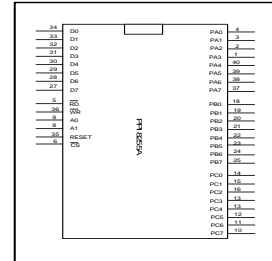 34 D0 PA0 4
33 D1 PA1 3
32 D2 PA2 2
31 D3 PA3 1
30 D4 PA4 40
29 D5 PA5 39
28 D6 PA6 38
27 D7 PA7 37
5 RD PB0 18
36 WR PB1 19
9 A0 PB2 20
8 A1 PB3 21
35 RESET PB4 22
6 CS PB5 23
PB6 24
PB7 25
PC0 14
PC1 15
PC2 16
PC3 13
PC4 13
PC5 12
PC6 11
PC7 10
PPI 8255A